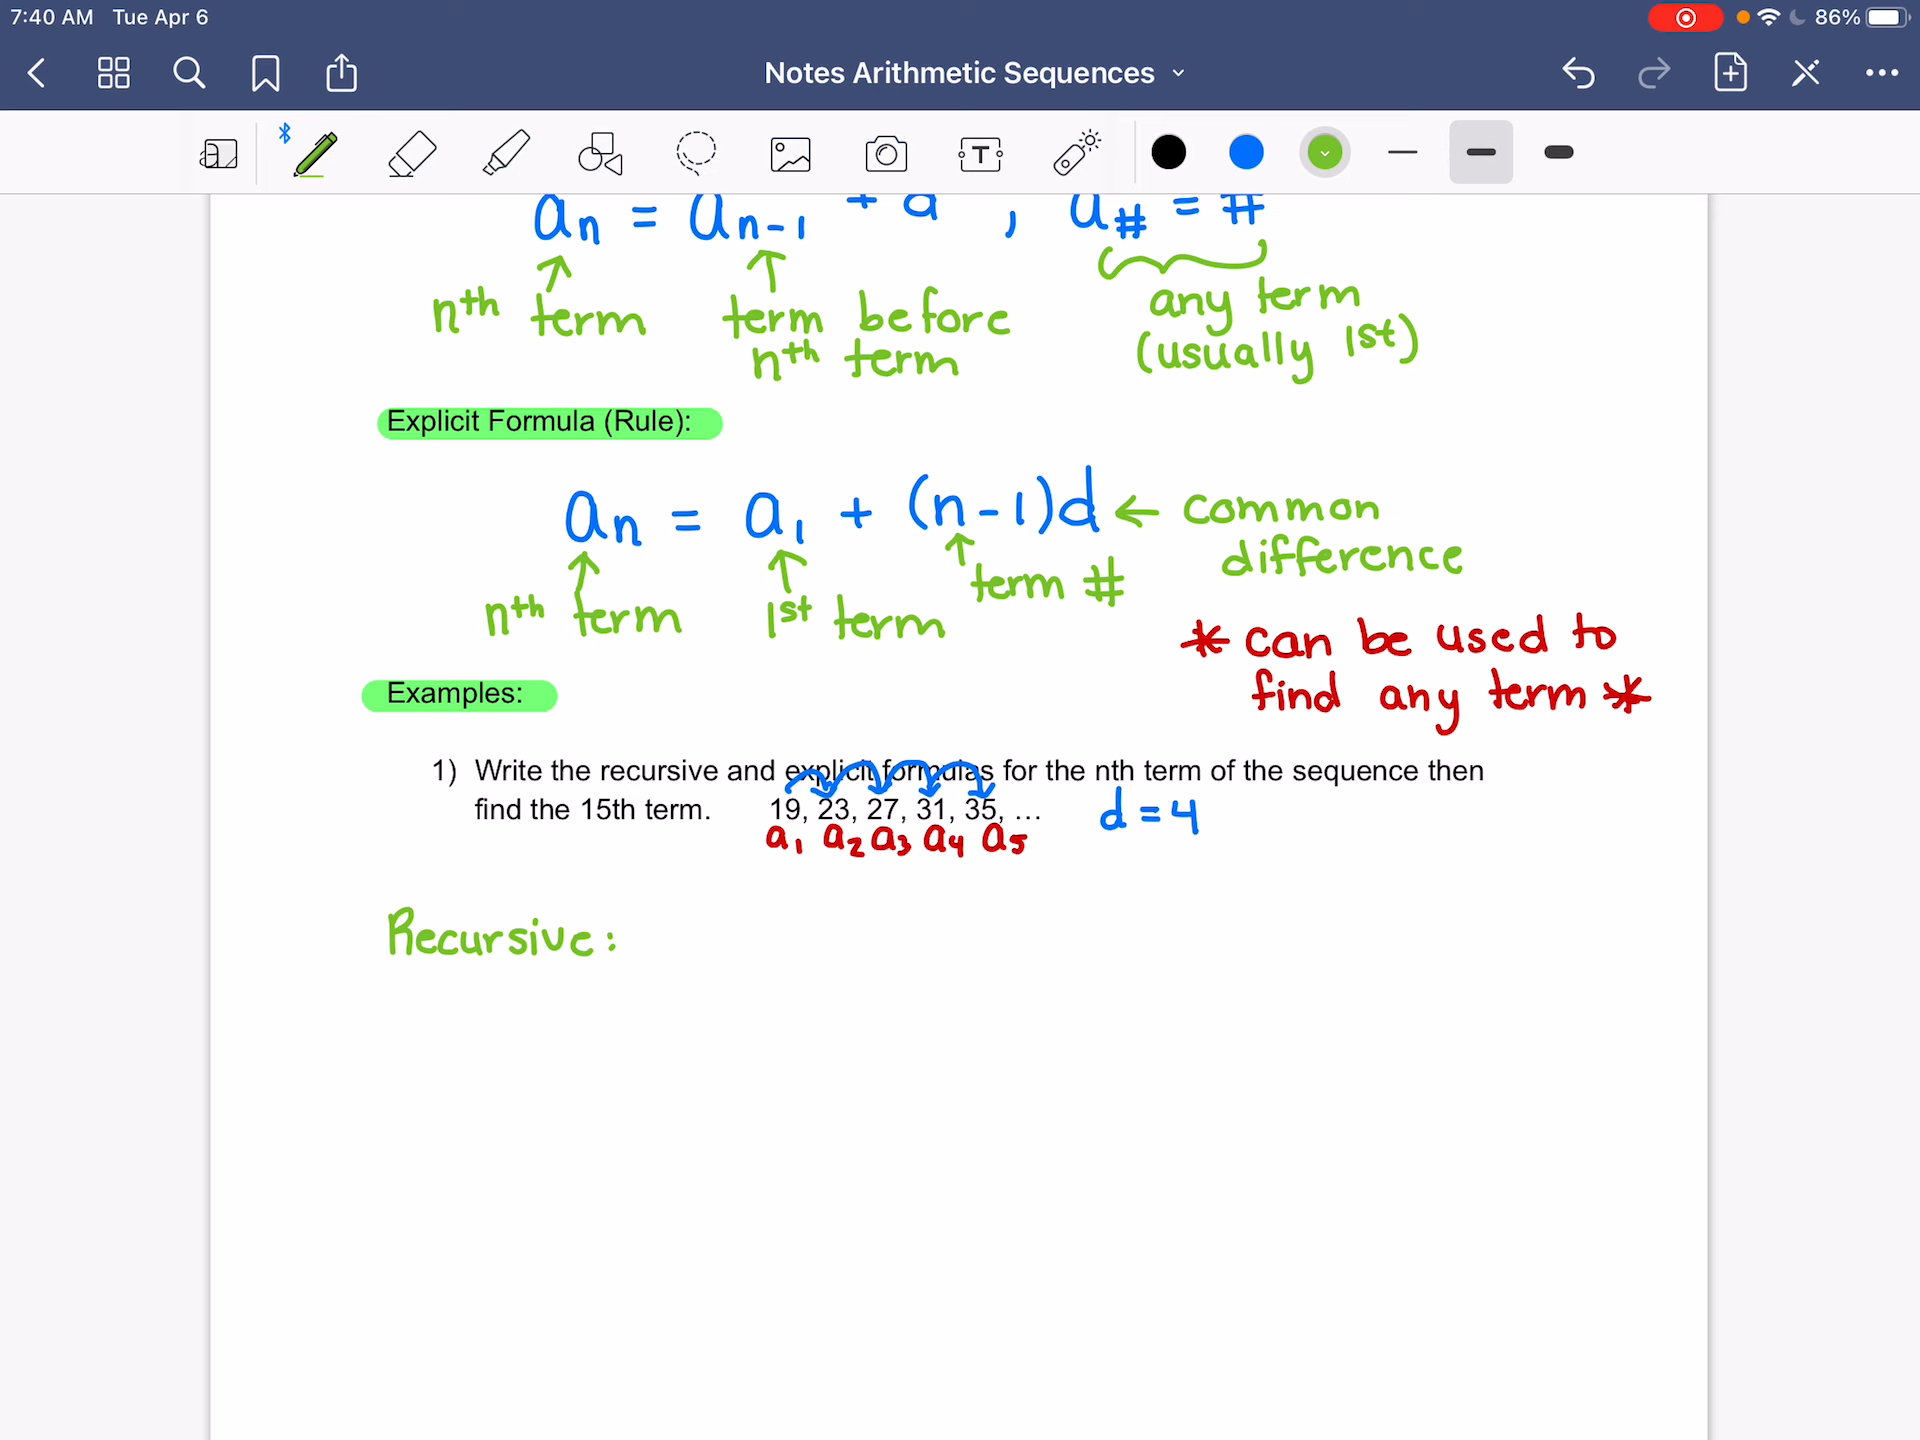 7:40 AM Tue Apr 6 86%
Notes Arithmetic Sequences
an = an-1 + d , a# = #
nth term
term before nth term
any term (usually 1st)
Explicit Formula (Rule):
an = a1 + (n-1)d ← common difference
nth term
1st term
term #
* can be used to
find any term *
Examples:
1) Write the recursive and explicit formulas for the nth term of the sequence then
find the 15th term. 19, 23, 27, 31, 35, … d = 4
a1 a2 a3 a4 a5
Recursive: